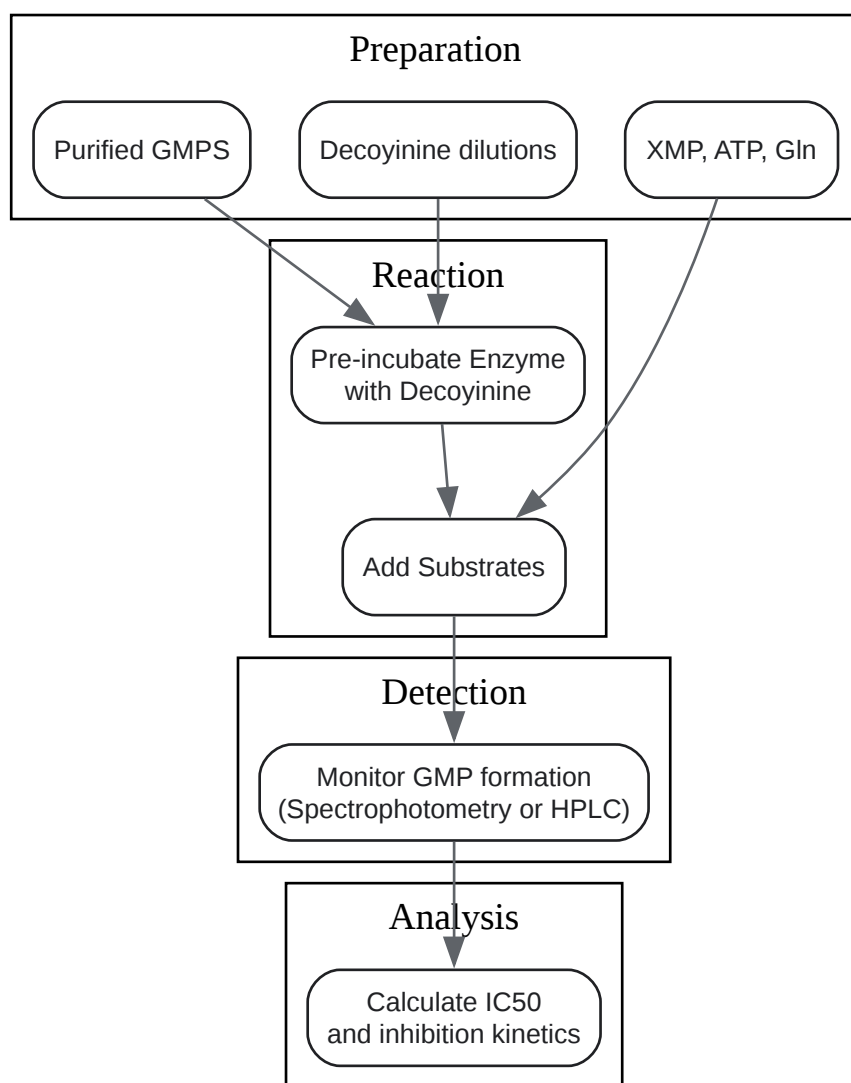 Preparation
Purified GMPS
Decoyinine dilutions
XMP, ATP, Gln
Reaction
Pre-incubate Enzyme
with Decoyinine
Add Substrates
Detection
Monitor GMP formation
(Spectrophotometry or HPLC)
Analysis
Calculate IC50
and inhibition kinetics